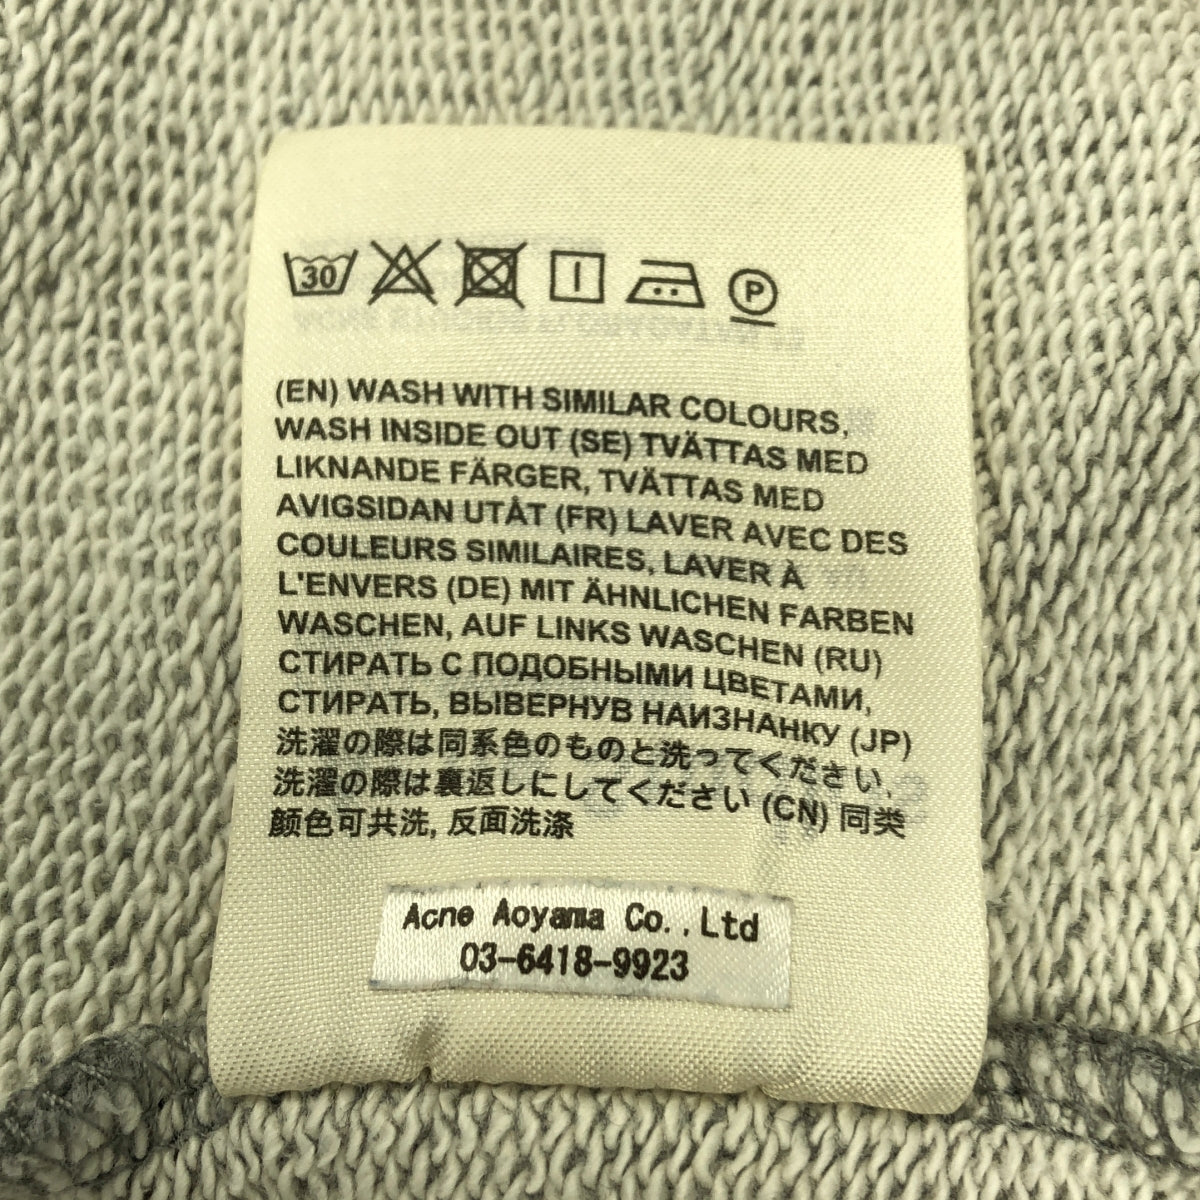 30
P
(EN) WASH WITH SIMILAR COLOURS,
WASH INSIDE OUT (SE) TVÄTTAS MED
LIKNANDE FÄRGER, TVÄTTAS MED
AVIGSIDAN UTÅT (FR) LAVER AVEC DES
COULEURS SIMILAIRES, LAVER À
L'ENVERS (DE) MIT ÄHNLICHEN FARBEN
WASCHEN, AUF LINKS WASCHEN (RU)
СТИРАТЬ С ПОДОБНЫМИ ЦВЕТАМИ,
СТИРАТЬ, ВЫВЕРНУВ НАИЗНАНКУ (JP)
洗濯の際は同系色のものと洗ってください.
洗濯の際は裏返しにしてください (CN) 同类
颜色可共洗, 反面洗涤
Acne Aoyama Co.,Ltd
03-6418-9923